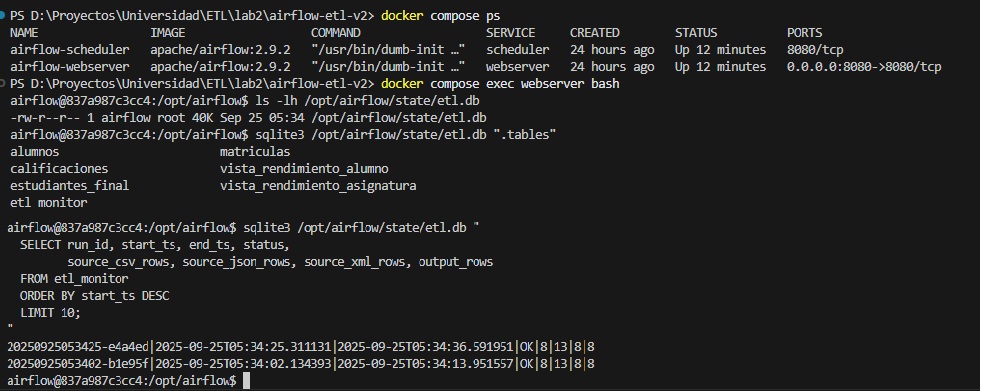 PS D:\Proyectos\Universidad\ETL\lab2\airflow-etl-v2> docker compose ps
NAME IMAGE COMMAND SERVICE CREATED STATUS PORTS
airflow-scheduler apache/airflow:2.9.2 "/usr/bin/dumb-init …" scheduler 24 hours ago Up 12 minutes 8080/tcp
airflow-webserver apache/airflow:2.9.2 "/usr/bin/dumb-init …" webserver 24 hours ago Up 12 minutes 0.0.0.0:8080->8080/tcp
PS D:\Proyectos\Universidad\ETL\lab2\airflow-etl-v2> docker compose exec webserver bash
airflow@837a987c3cc4:/opt/airflow$ ls -lh /opt/airflow/state/etl.db
-rw-r--r-- 1 airflow root 40K Sep 25 05:34 /opt/airflow/state/etl.db
airflow@837a987c3cc4:/opt/airflow$ sqlite3 /opt/airflow/state/etl.db ".tables"
alumnos matriculas
calificaciones vista_rendimiento_alumno
estudiantes_final vista_rendimiento_asignatura
etl monitor
airflow@837a987c3cc4:/opt/airflow$ sqlite3 /opt/airflow/state/etl.db "
SELECT run_id, start_ts, end_ts, status,
source_csv_rows, source_json_rows, source_xml_rows, output_rows
FROM etl_monitor
ORDER BY start_ts DESC
LIMIT 10;
"
20250925053425-e4a4ed|2025-09-25T05:34:25.311131|2025-09-25T05:34:36.591951|OK|8|13|8|8
20250925053402-b1e95f|2025-09-25T05:34:02.134393|2025-09-25T05:34:13.951557|OK|8|13|8|8
airflow@837a987c3cc4:/opt/airflow$